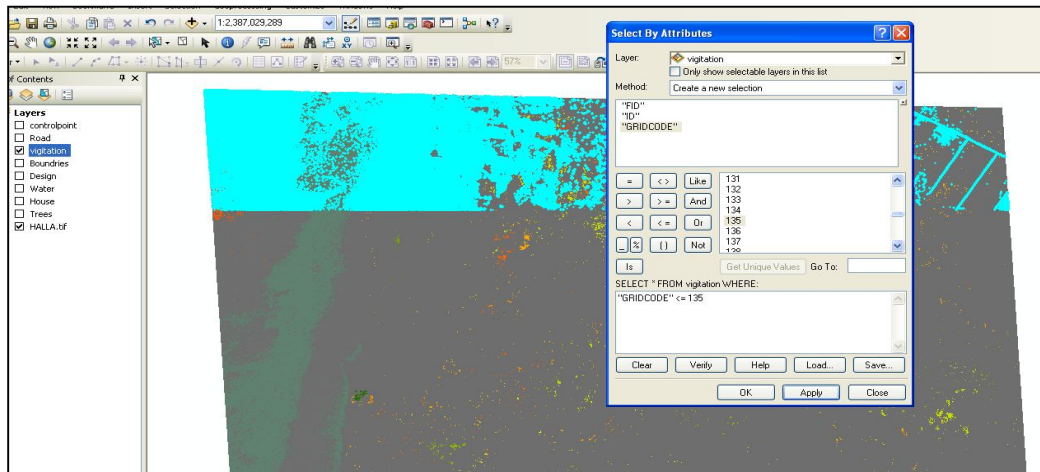 1:2,387,029,289
57%
Of Contents
Layers
controlpoint
Road
vigitation
Boundries
Design
Water
House
Trees
HALLA.tif
Select By Attributes
Layer: vigitation
Only show selectable layers in this list
Method: Create a new selection
"FID"
"ID"
"GRIDCODE"
= < > Like
> > = And
< < = Or
_ % ( ) Not
Is
131
132
133
134
135
136
137
138
Get Unique Values Go To:
SELECT * FROM vigitation WHERE:
"GRIDCODE" <= 135
Clear Verify Help Load... Save...
OK Apply Close